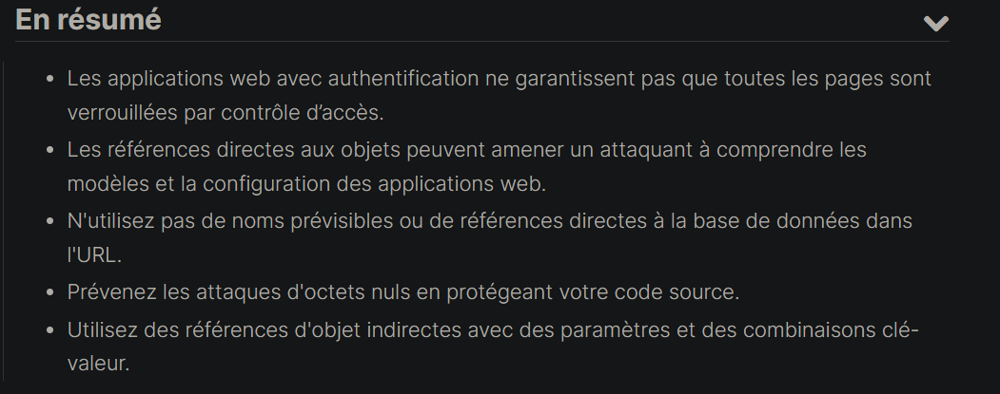 En résumé
• Les applications web avec authentification ne garantissent pas que toutes les pages sont
verrouillées par contrôle d’accès.
• Les références directes aux objets peuvent amener un attaquant à comprendre les
modèles et la configuration des applications web.
• N'utilisez pas de noms prévisibles ou de références directes à la base de données dans
l'URL.
• Prévenez les attaques d'octets nuls en protégeant votre code source.
• Utilisez des références d'objet indirectes avec des paramètres et des combinaisons clé-
valeur.